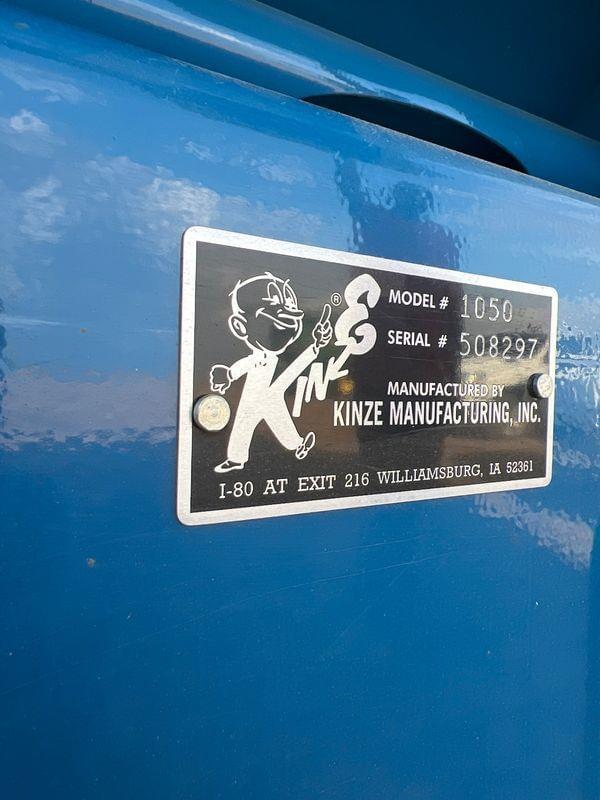 KINZE®
MODEL # 1050
SERIAL # 508297
MANUFACTURED BY
KINZE MANUFACTURING, INC.
I-80 AT EXIT 216 WILLIAMSBURG, IA 52361